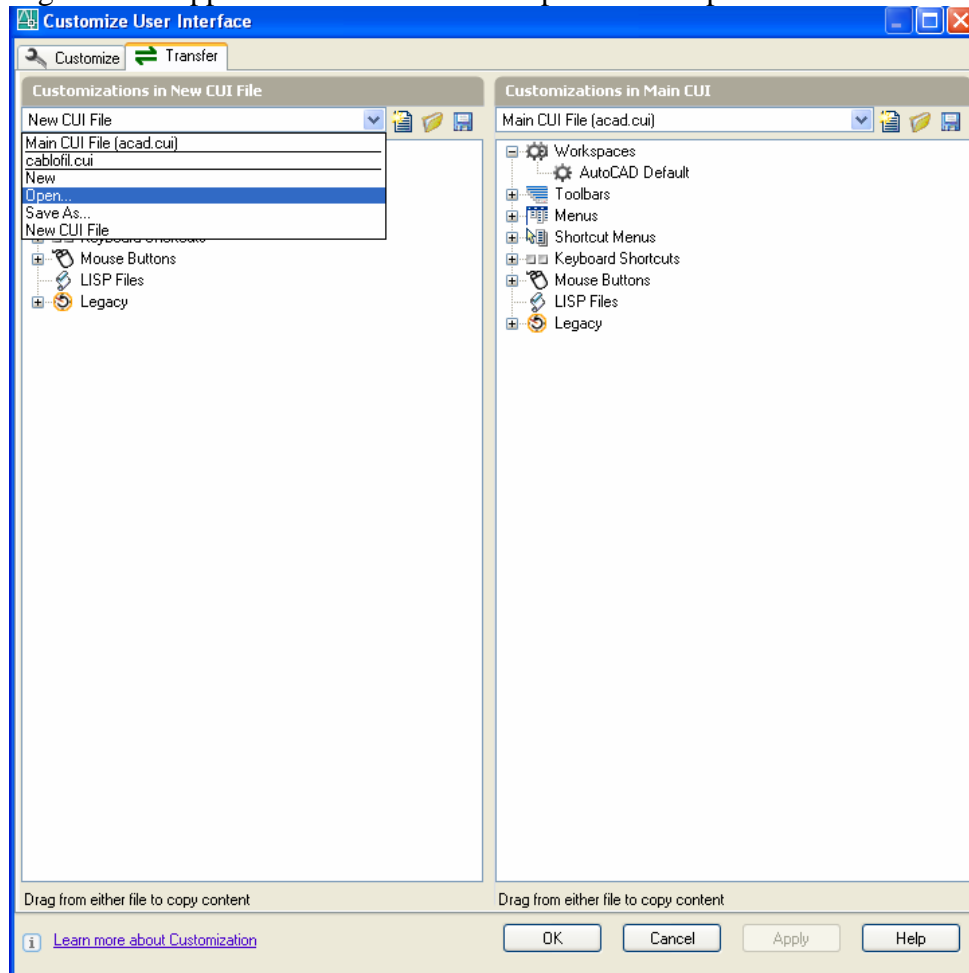 Customize User Interface
Customize Transfer
Customizations in New CUI File
New CUI File
Main CUI File (acad.cui)
cablofil.cui
New
Open...
Save As...
New CUI File
Mouse Buttons
LISP Files
Legacy
Drag from either file to copy content
Customizations in Main CUI
Main CUI File (acad.cui)
Workspaces
AutoCAD Default
Toolbars
Menus
Shortcut Menus
Keyboard Shortcuts
Mouse Buttons
LISP Files
Legacy
Drag from either file to copy content
Learn more about Customization
OK Cancel Apply Help